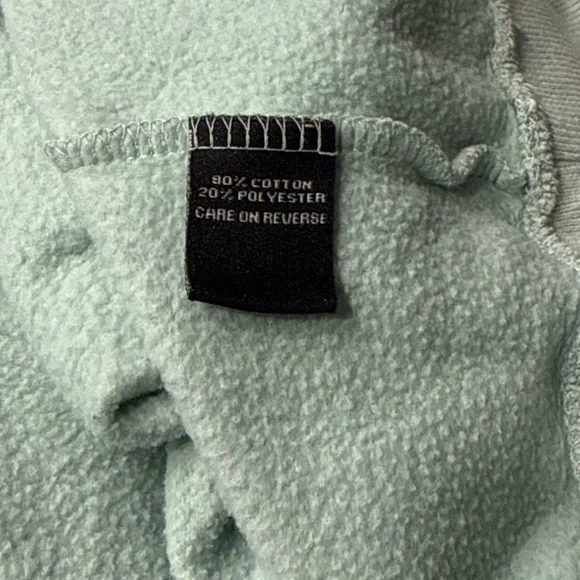 80% COTTON
20% POLYESTER
CARE ON REVERSE